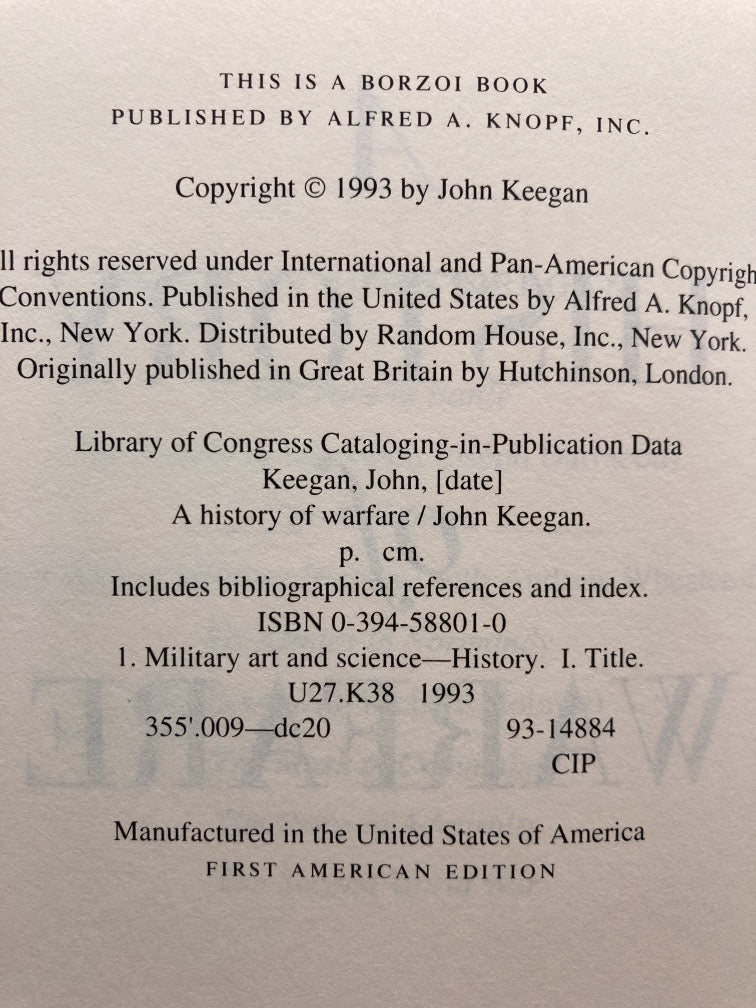 THIS IS A BORZOI BOOK
PUBLISHED BY ALFRED A. KNOPF, INC.
Copyright © 1993 by John Keegan
ll rights reserved under International and Pan-American Copyrigh
Conventions. Published in the United States by Alfred A. Knopf,
Inc., New York. Distributed by Random House, Inc., New York.
Originally published in Great Britain by Hutchinson, London.
Library of Congress Cataloging-in-Publication Data
Keegan, John, [date]
A history of warfare / John Keegan.
p. cm.
Includes bibliographical references and index.
ISBN 0-394-58801-0
1. Military art and science—History. I. Title.
U27.K38 1993
355'.009—dc20 93-14884
CIP
Manufactured in the United States of America
FIRST AMERICAN EDITION